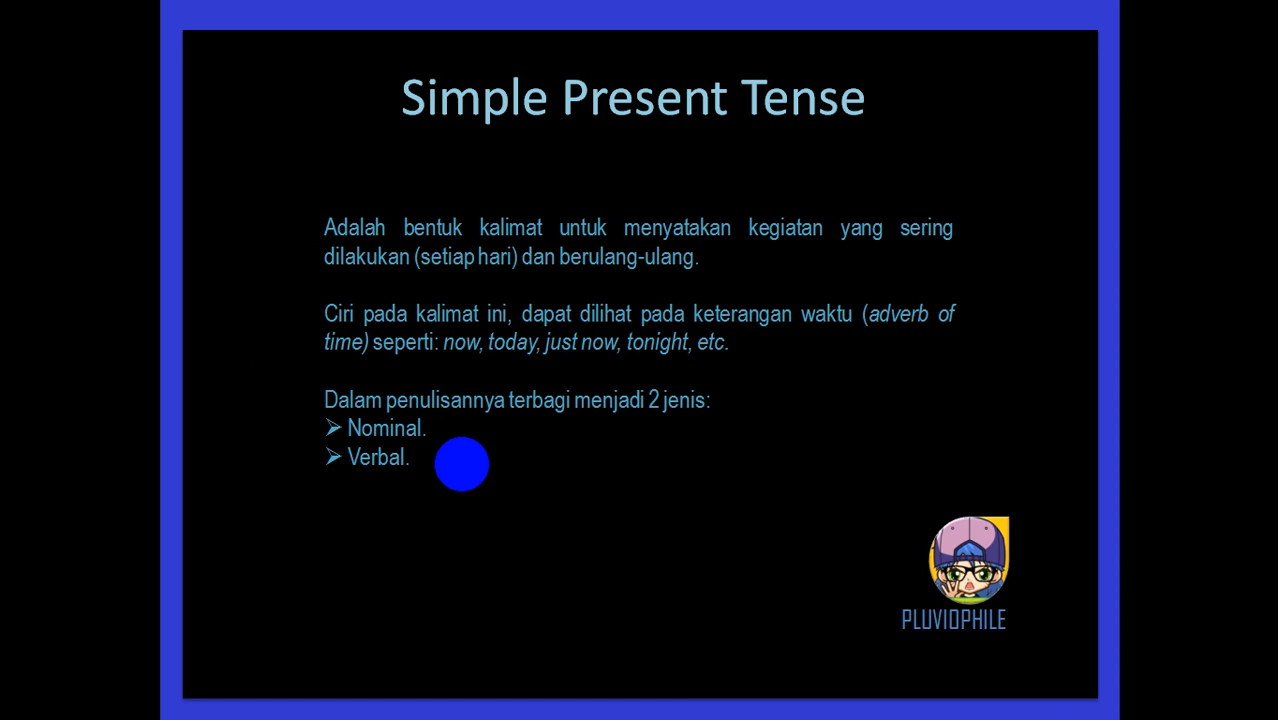 Simple Present Tense
Adalah bentuk kalimat untuk menyatakan kegiatan yang sering
dilakukan (setiap hari) dan berulang-ulang.
Ciri pada kalimat ini, dapat dilihat pada keterangan waktu (adverb of
time) seperti: now, today, just now, tonight, etc.
Dalam penulisannya terbagi menjadi 2 jenis:
➢ Nominal.
➢ Verbal.
PLUVIOPHILE